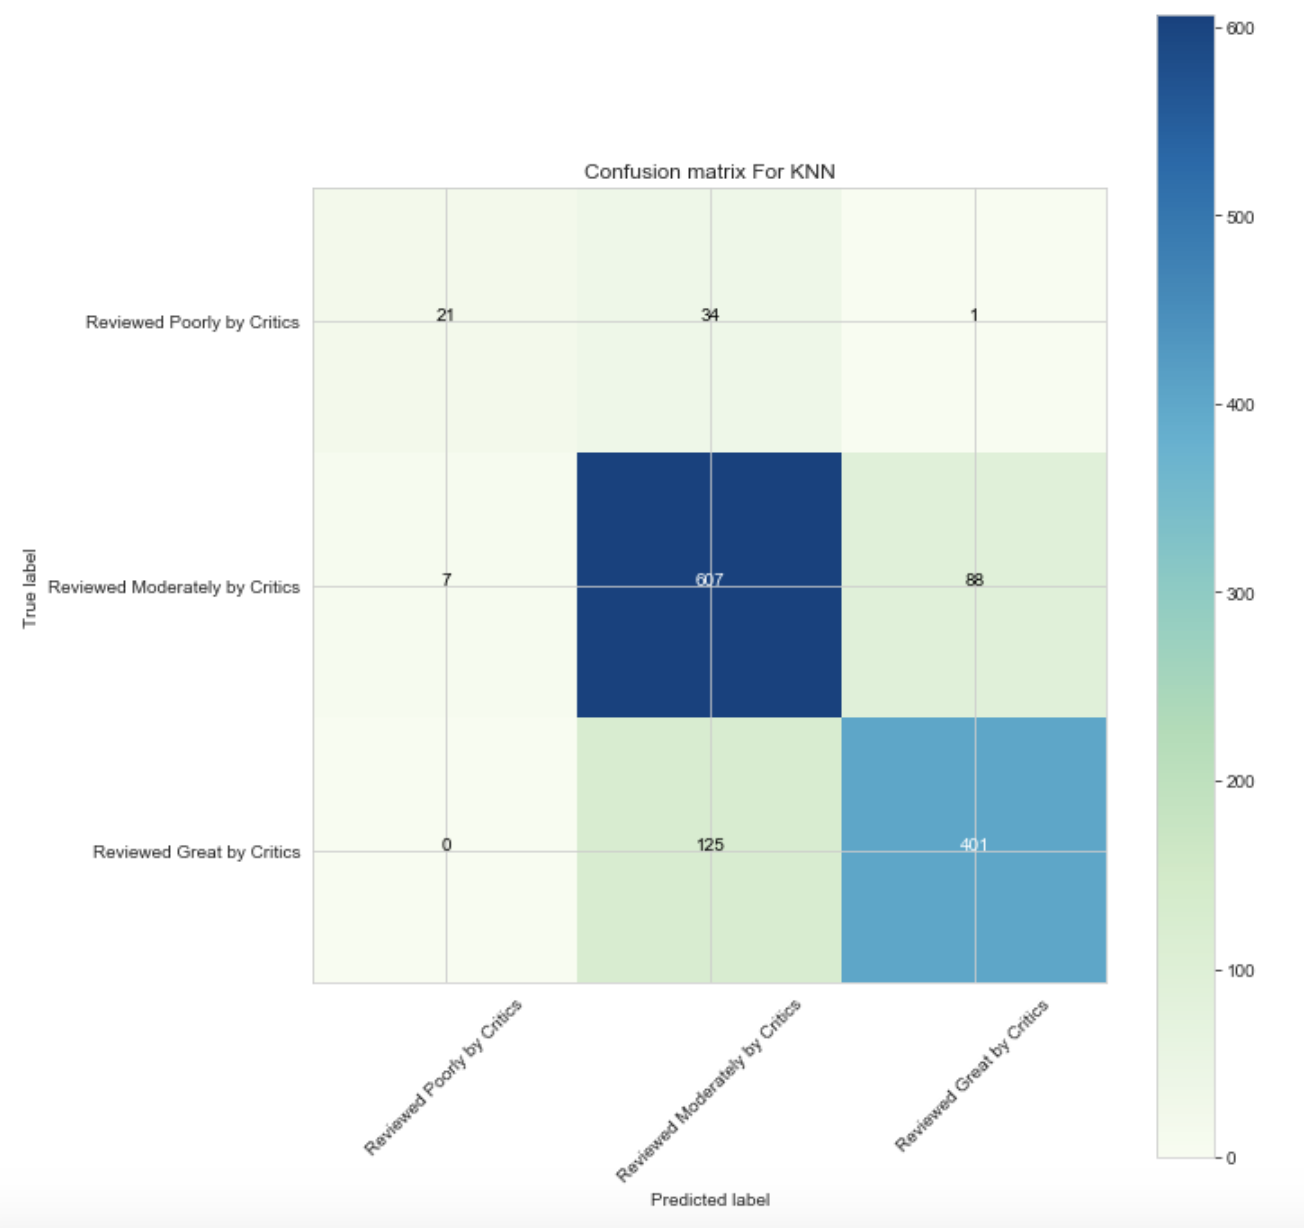 Confusion matrix For KNN
True label
Reviewed Poorly by Critics
21 34 1
Reviewed Moderately by Critics
7 607 88
Reviewed Great by Critics
0 125 401
Reviewed Poorly by Critics
Reviewed Moderately by Critics
Reviewed Great by Critics
Predicted label
600
500
400
300
200
100
0